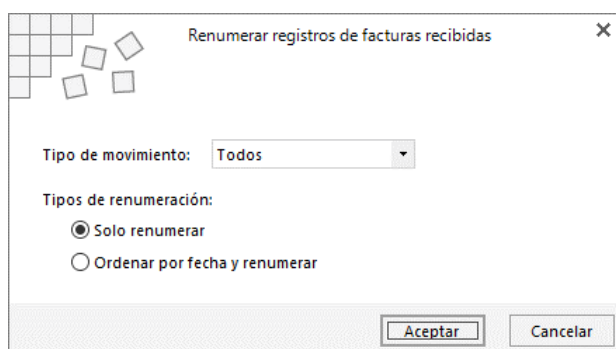 Renumerar registros de facturas recibidas
Tipo de movimiento: Todos
Tipos de renumeración:
Solo renumerar
Ordenar por fecha y renumerar
Aceptar Cancelar